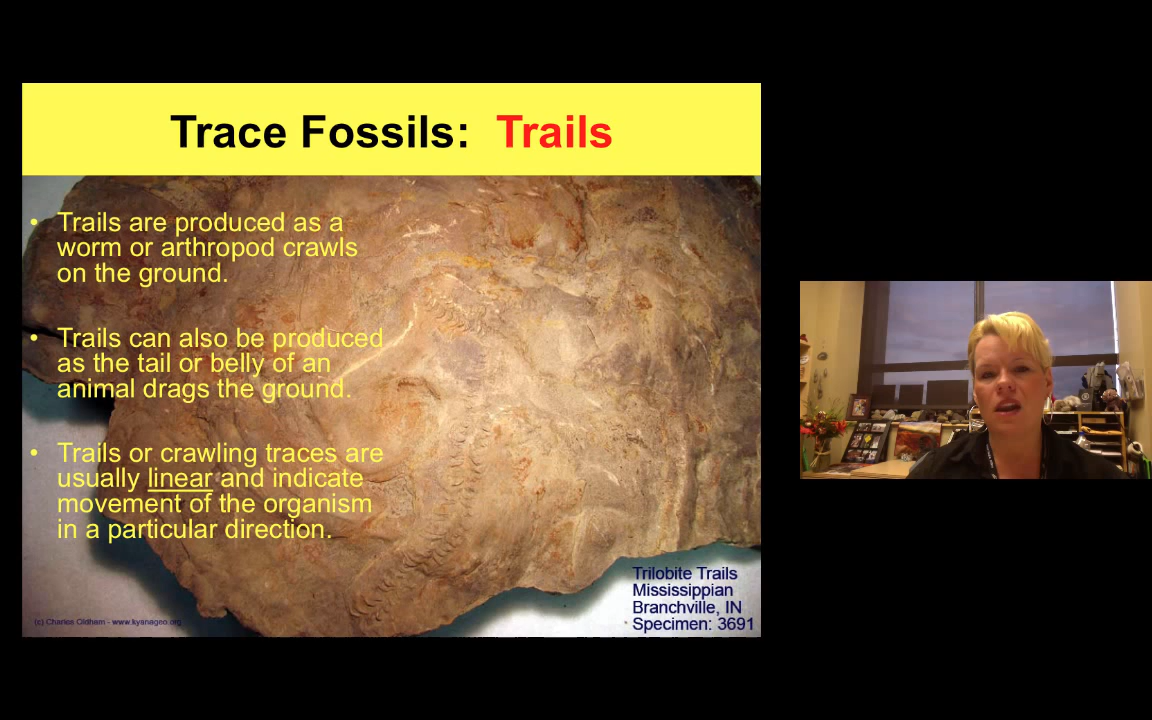 Trace Fossils: Trails
• Trails are produced as a
worm or arthropod crawls
on the ground.
• Trails can also be produced
as the tail or belly of an
animal drags the ground.
• Trails or crawling traces are
usually linear and indicate
movement of the organism
in a particular direction.
Trilobite Trails
Mississippian
Branchville, IN
Specimen: 3691
(c) Charles Oldham - www.kyanageo.org